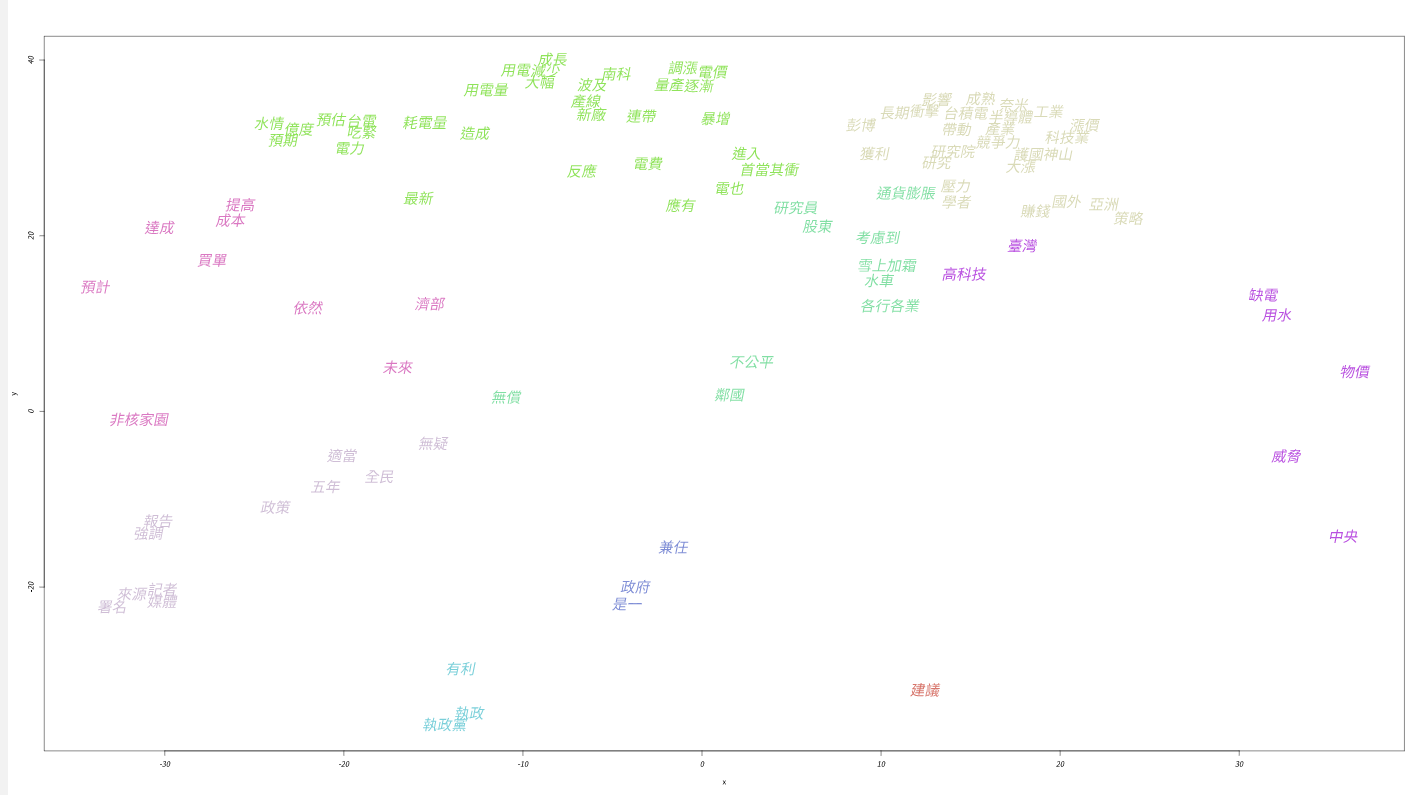 成長
用電減少
大幅
用電量
波及
南科
調漲
電價
量產逐漸
產線
新廠
連帶
暴增
水情
億度
預期
預估
台電
吃緊
電力
耗電量
造成
反應
電費
進入
首當其衝
電也
應有
最新
影響
成熟
奈米
長期
衝擊
台積電
半導體
工業
彭博
帶動
產業
漲價
科技業
競爭力
獲利
研究院
研究
護國神山
大漲
壓力
學者
賺錢
國外
亞洲
策略
通貨膨脹
研究員
股東
考慮到
雪上加霜
水車
各行各業
不公平
鄰國
無償
臺灣
高科技
缺電
用水
物價
威脅
中央
提高
成本
達成
買單
預計
依然
濟部
未來
非核家園
無疑
適當
全民
五年
政策
報告
強調
來源
記者
媒體
署名
兼任
政府
是一
有利
執政
執政黨
建議
40
20
0
-20
y
-30
-20
-10
0
10
20
30
x